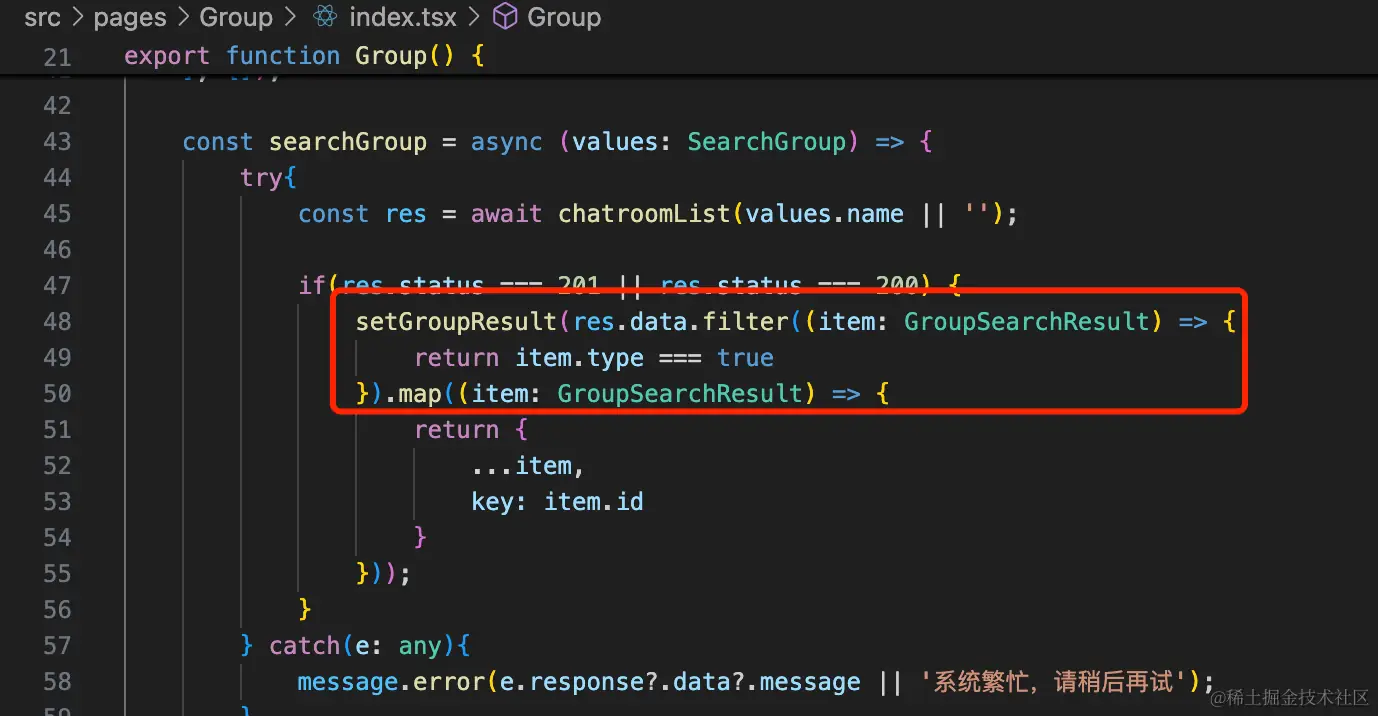 src > pages > Group > index.tsx > Group
21 export function Group() {
42
43 const searchGroup = async (values: SearchGroup) => {
44 try{
45 const res = await chatroomList(values.name || '');
46
47 if(res.status === 201 || res.status === 200) {
48 setGroupResult(res.data.filter((item: GroupSearchResult) => {
49 return item.type === true
50 }).map((item: GroupSearchResult) => {
51 return {
52 ...item,
53 key: item.id
54 }
55 }));
56 }
57 } catch(e: any){
58 message.error(e.response?.data?.message || '系统繁忙，请稍后再试');
59 }
@稀土掘金技术社区